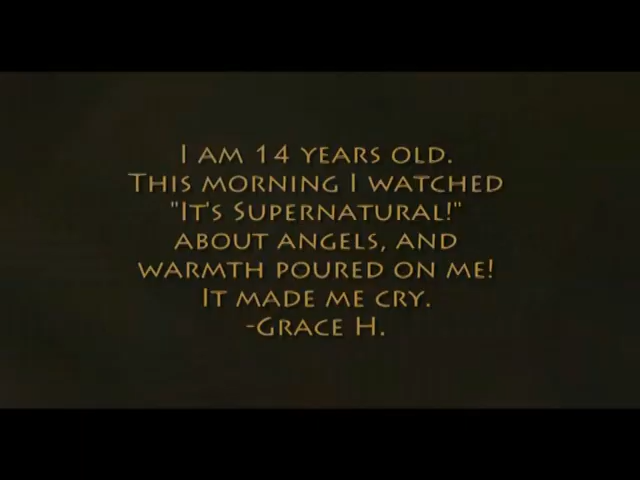 I AM 14 YEARS OLD.
THIS MORNING I WATCHED
"IT'S SUPERNATURAL!"
ABOUT ANGELS, AND
WARMTH POURED ON ME!
IT MADE ME CRY.
-GRACE H.